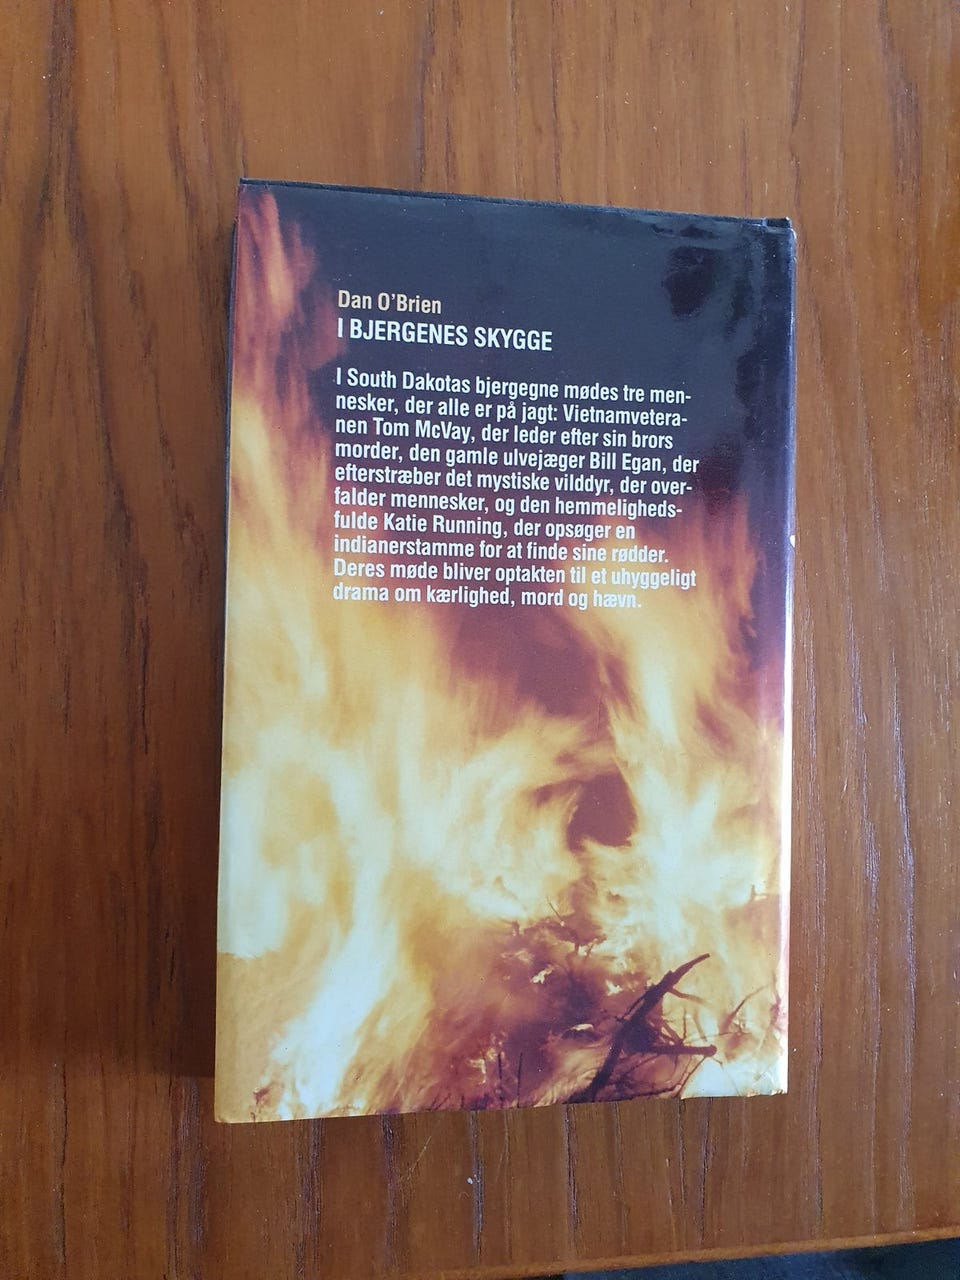 Dan O'Brien
I BJERGENES SKYGGE
I South Dakotas bjergegne mødes tre men-
nesker, der alle er på jagt: Vietnamvetera-
nen Tom McVay, der leder efter sin brors
morder, den gamle ulvejæger Bill Egan, der
efterstræber det mystiske vilddyr, der over-
falder mennesker, og den hemmeligheds-
fulde Katie Running, der opsøger en
indianerstamme for at finde sine rødder.
Deres møde bliver optakten til et uhyggeligt
drama om kærlighed, mord og hævn.